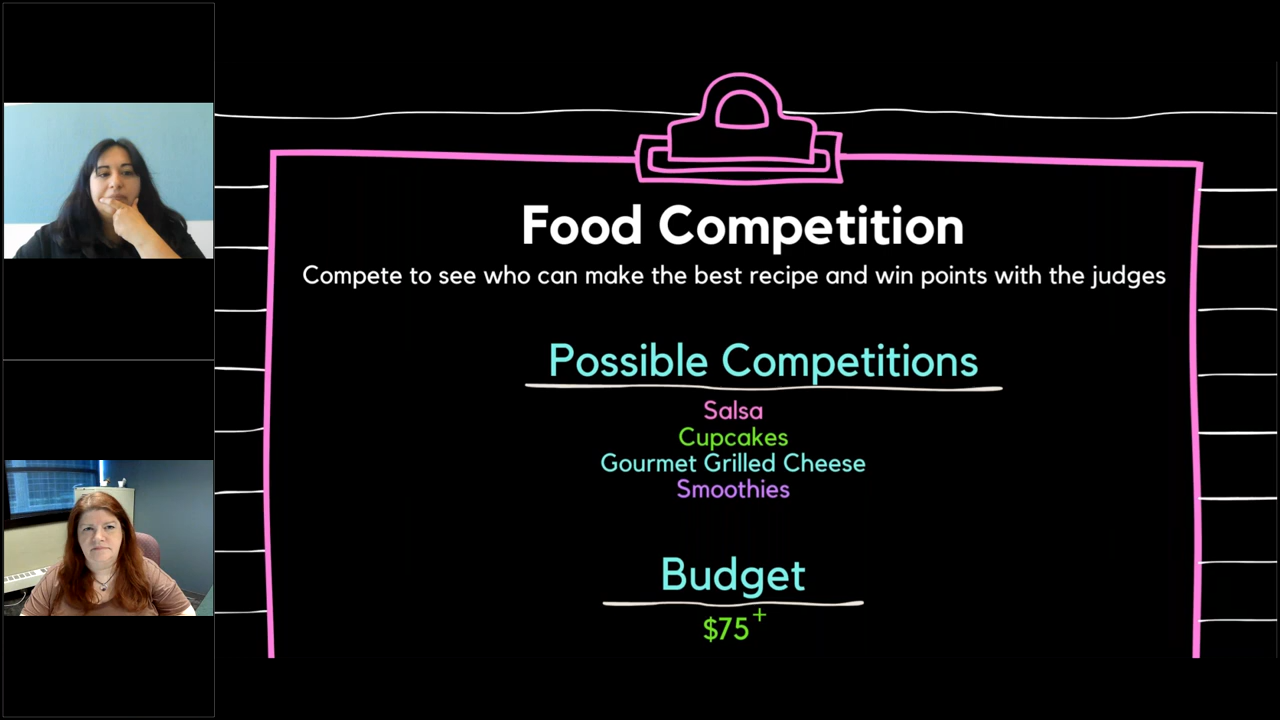 Food Competition
Compete to see who can make the best recipe and win points with the judges
Possible Competitions
Salsa
Cupcakes
Gourmet Grilled Cheese
Smoothies
Budget
$75+